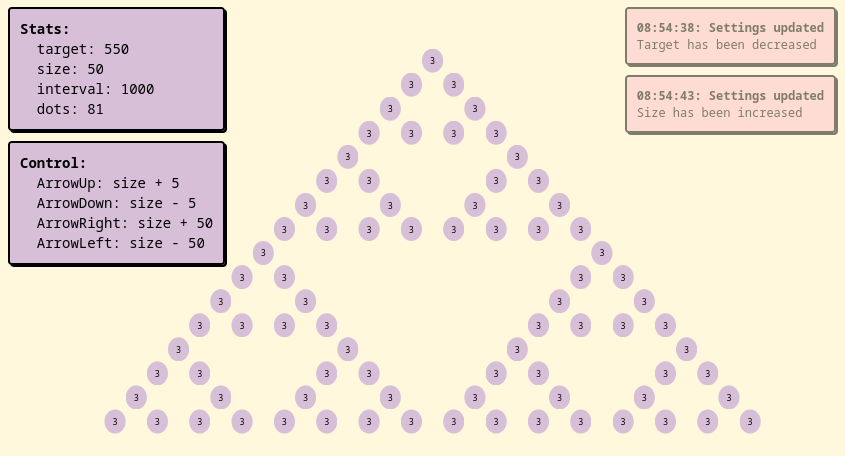 Stats:
target: 550
size: 50
interval: 1000
dots: 81
Control:
ArrowUp: size + 5
ArrowDown: size - 5
ArrowRight: size + 50
ArrowLeft: size - 50
08:54:38: Settings updated
Target has been decreased
08:54:43: Settings updated
Size has been increased
3
3 3
3 3
3 3 3 3
3 3
3 3 3 3
3 3 3 3
3 3 3 3 3 3 3 3
3 3
3 3 3 3
3 3 3 3
3 3 3 3 3 3 3 3
3 3 3 3
3 3 3 3 3 3 3 3
3 3 3 3 3 3 3 3
3 3 3 3 3 3 3 3 3 3 3 3 3 3 3 3